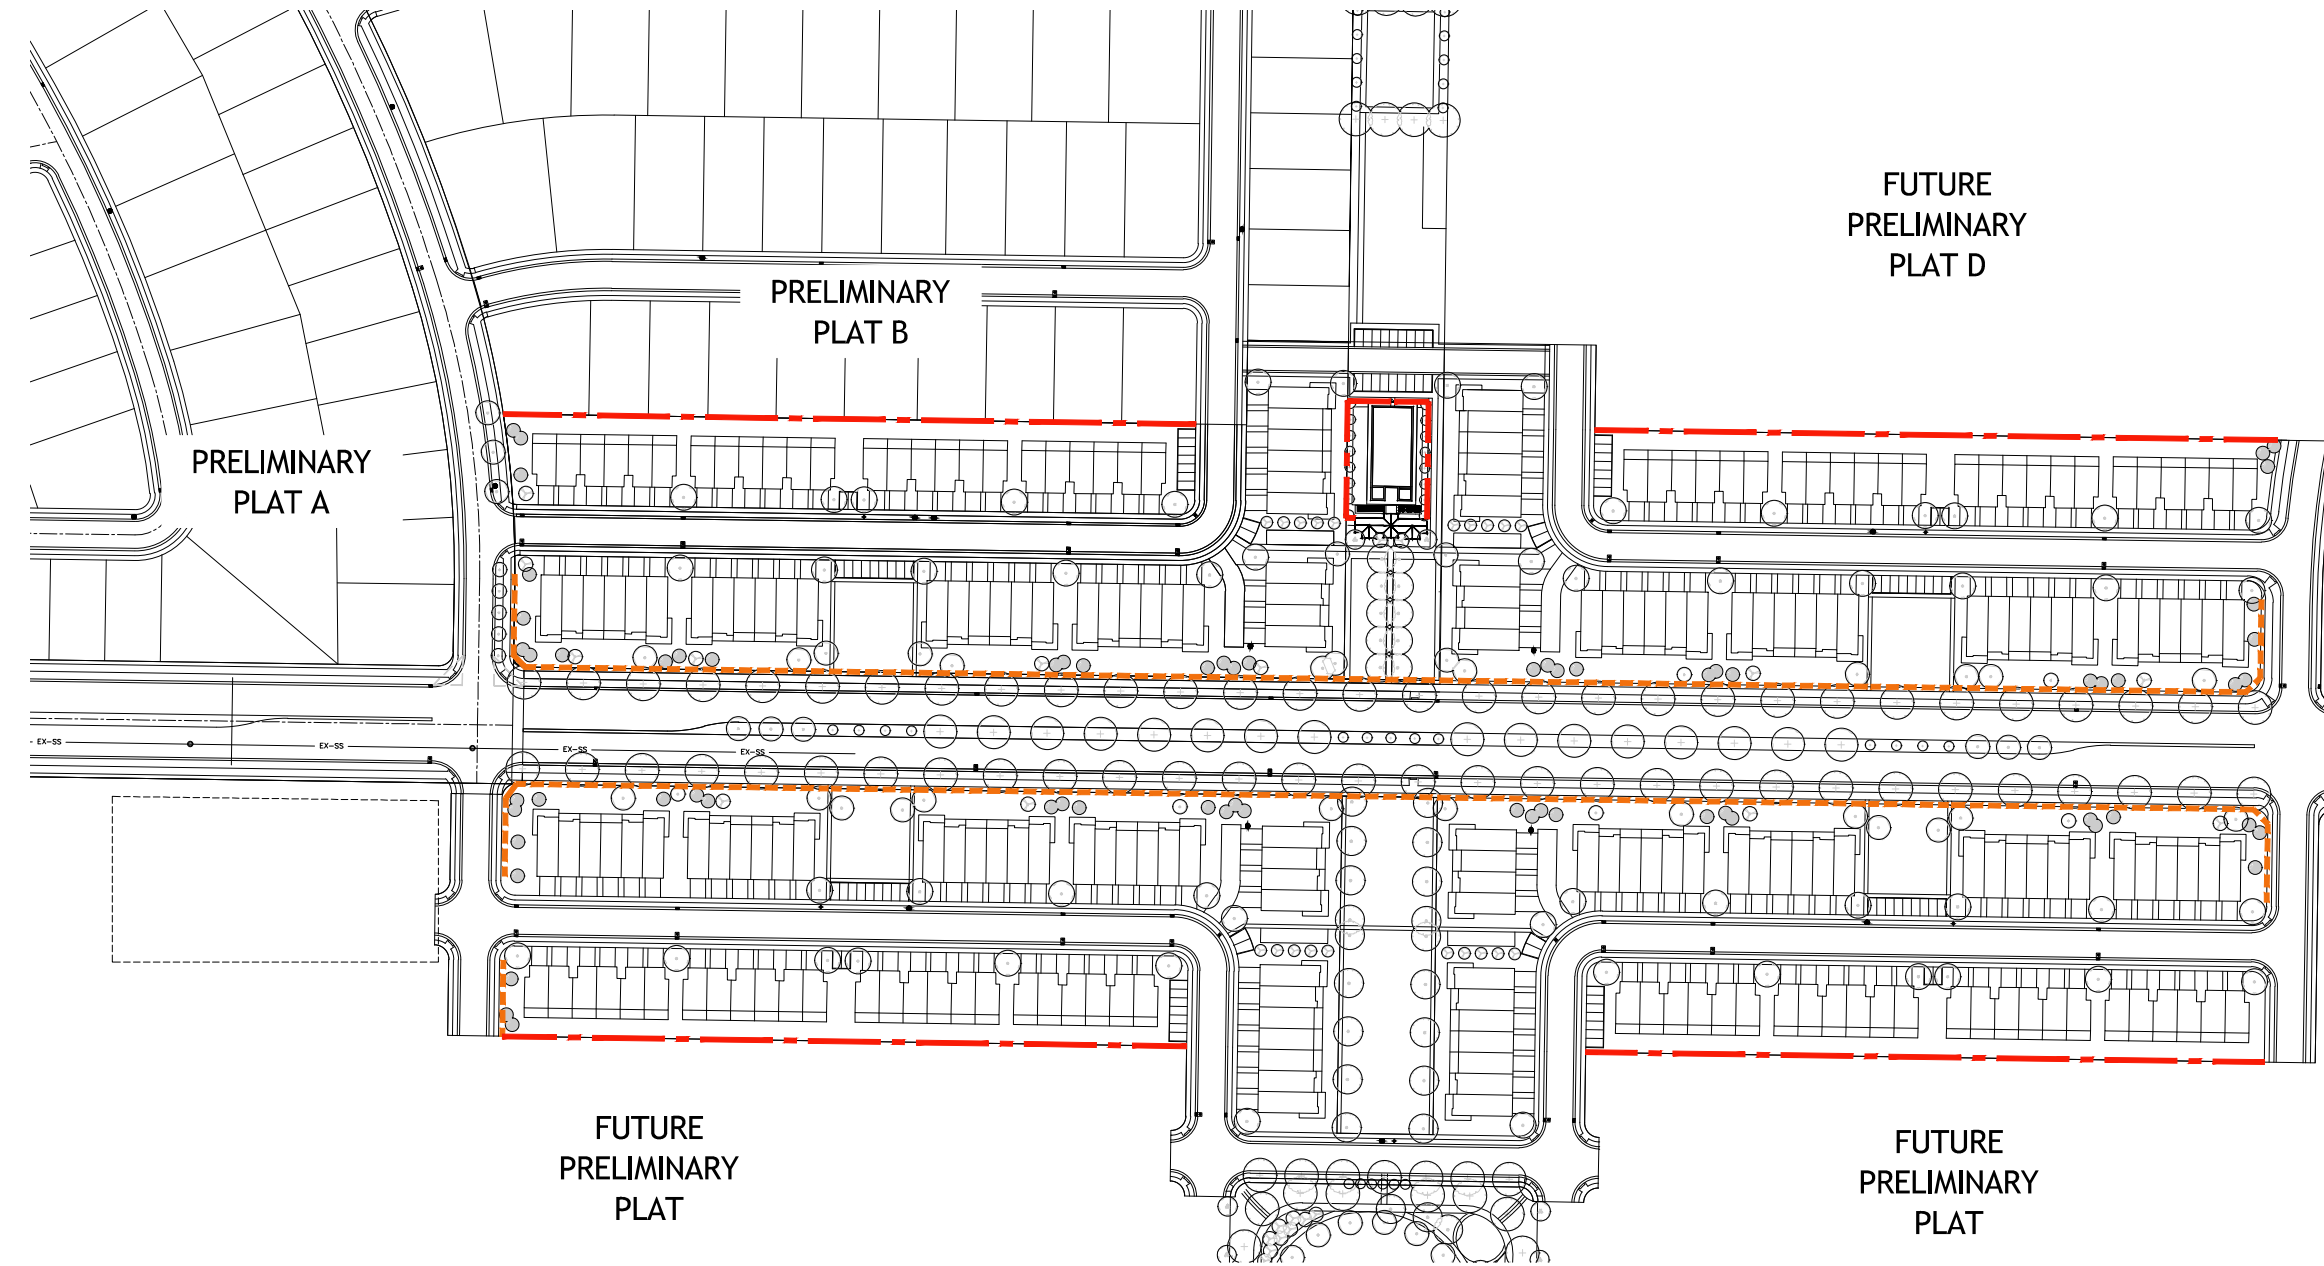 FUTURE
PRELIMINARY
PLAT D
PRELIMINARY
PLAT B
PRELIMINARY
PLAT A
EX-SS
EX-SS
EX-SS
EX-SS
FUTURE
PRELIMINARY
PLAT
FUTURE
PRELIMINARY
PLAT